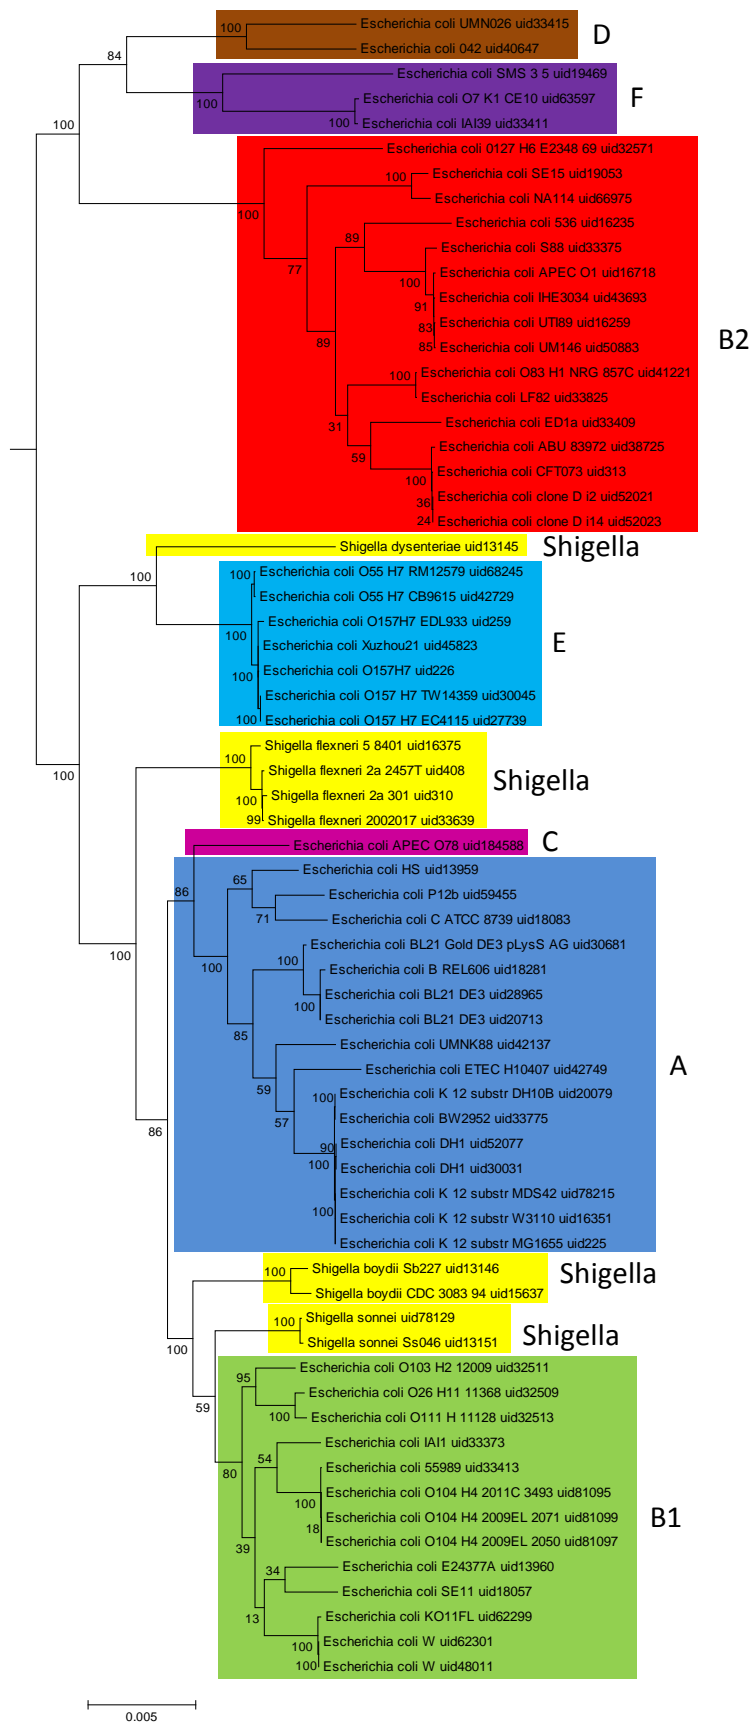 Escherichia coli UMN026 uid33415
100
D
Escherichia coli 042 uid40647
84
Escherichia coli SMS 3 5 uid19469
Escherichia coli O7 K1 CE10 uid63597
F
100
100
Escherichia coli IAI39 uid33411
100
Escherichia coli 0127 H6 E2348 69 uid32571
Escherichia coli SE15 uid19053
100
Escherichia coli NA114 uid66975
100
Escherichia coli 536 uid16235
89
Escherichia coli S88 uid33375
77
Escherichia coli APEC O1 uid16718
100
Escherichia coli IHE3034 uid43693
91
Escherichia coli UTI89 uid16259
83
89
B2
Escherichia coli UM146 uid50883
85
Escherichia coli O83 H1 NRG 857C uid41221
100
Escherichia coli LF82 uid33825
Escherichia coli ED1a uid33409
31
Escherichia coli ABU 83972 uid38725
59
Escherichia coli CFT073 uid313
100
Escherichia coli clone D i2 uid52021
36
Escherichia coli clone D i14 uid52023
24
Shigella dysenteriae uid13145
Shigella
Escherichia coli O55 H7 RM12579 uid68245
100
100
Escherichia coli O55 H7 CB9615 uid42729
Escherichia coli O157H7 EDL933 uid259
100
Escherichia coli Xuzhou21 uid45823
E
Escherichia coli O157H7 uid226
100
Escherichia coli O157 H7 TW14359 uid30045
Escherichia coli O157 H7 EC4115 uid27739
100
Shigella flexneri 5 8401 uid16375
100
100
Shigella flexneri 2a 2457T uid408
Shigella
Shigella flexneri 2a 301 uid310
100
Shigella flexneri 2002017 uid33639
99
Escherichia coli APEC O78 uid184588
C
Escherichia coli HS uid13959
86
65
Escherichia coli P12b uid59455
Escherichia coli C ATCC 8739 uid18083
71
Escherichia coli BL21 Gold DE3 pLysS AG uid30681
100
100
100
Escherichia coli B REL606 uid18281
Escherichia coli BL21 DE3 uid28965
100
Escherichia coli BL21 DE3 uid20713
85
Escherichia coli UMNK88 uid42137
Escherichia coli ETEC H10407 uid42749
A
59
Escherichia coli K 12 substr DH10B uid20079
100
Escherichia coli BW2952 uid33775
57
86
Escherichia coli DH1 uid52077
90
100
Escherichia coli DH1 uid30031
Escherichia coli K 12 substr MDS42 uid78215
100
Escherichia coli K 12 substr W3110 uid16351
Escherichia coli K 12 substr MG1655 uid225
Shigella boydii Sb227 uid13146
100
Shigella
Shigella boydii CDC 3083 94 uid15637
Shigella sonnei uid78129
100
Shigella
Shigella sonnei Ss046 uid13151
100
Escherichia coli O103 H2 12009 uid32511
95
Escherichia coli O26 H11 11368 uid32509
59
Escherichia coli O111 H 11128 uid32513
100
Escherichia coli IAI1 uid33373
54
80
Escherichia coli 55989 uid33413
Escherichia coli O104 H4 2011C 3493 uid81095
100
Escherichia coli O104 H4 2009EL 2071 uid81099
B1
18
Escherichia coli O104 H4 2009EL 2050 uid81097
39
Escherichia coli E24377A uid13960
34
Escherichia coli SE11 uid18057
Escherichia coli KO11FL uid62299
13
Escherichia coli W uid62301
100
Escherichia coli W uid48011
100
0.005